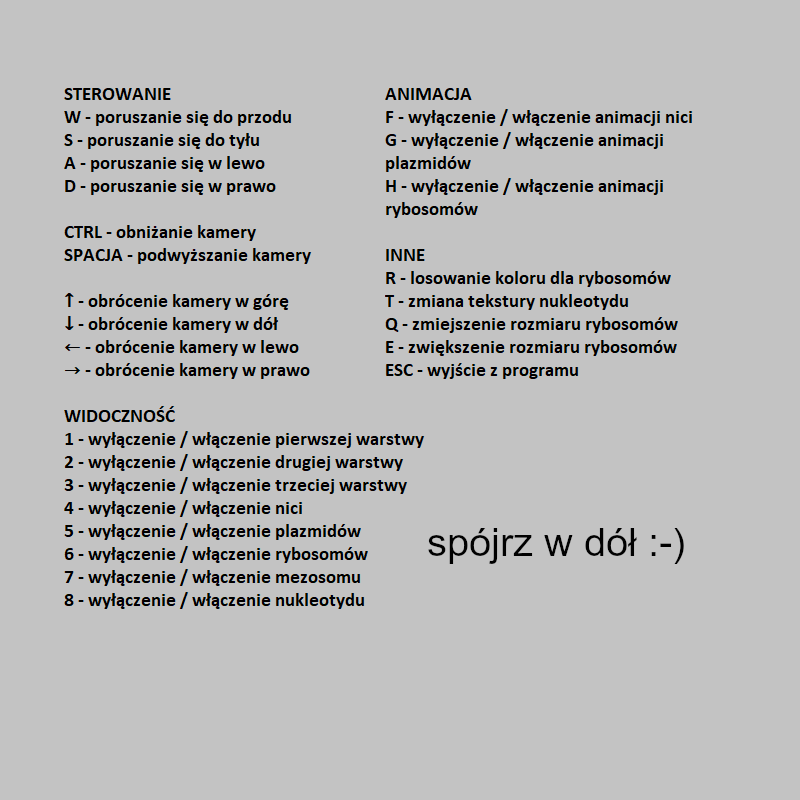 STEROWANIE
W - poruszanie się do przodu
S - poruszanie się do tyłu
A - poruszanie się w lewo
D - poruszanie się w prawo
CTRL - obniżanie kamery
SPACJA - podwyższanie kamery
↑ - obrócenie kamery w górę
↓ - obrócenie kamery w dół
← - obrócenie kamery w lewo
→ - obrócenie kamery w prawo
WIDOCZNOŚĆ
1 - wyłączenie / włączenie pierwszej warstwy
2 - wyłączenie / włączenie drugiej warstwy
3 - wyłączenie / włączenie trzeciej warstwy
4 - wyłączenie / włączenie nici
5 - wyłączenie / włączenie plazmidów
6 - wyłączenie / włączenie rybosomów
7 - wyłączenie / włączenie mezosomu
8 - wyłączenie / włączenie nukleotydu
ANIMACJA
F - wyłączenie / włączenie animacji nici
G - wyłączenie / włączenie animacji
plazmidów
H - wyłączenie / włączenie animacji
rybosomów
INNE
R - losowanie koloru dla rybosomów
T - zmiana tekstury nukleotydu
Q - zmiejszenie rozmiaru rybosomów
E - zwiększenie rozmiaru rybosomów
ESC - wyjście z programu
spójrz w dół :-)